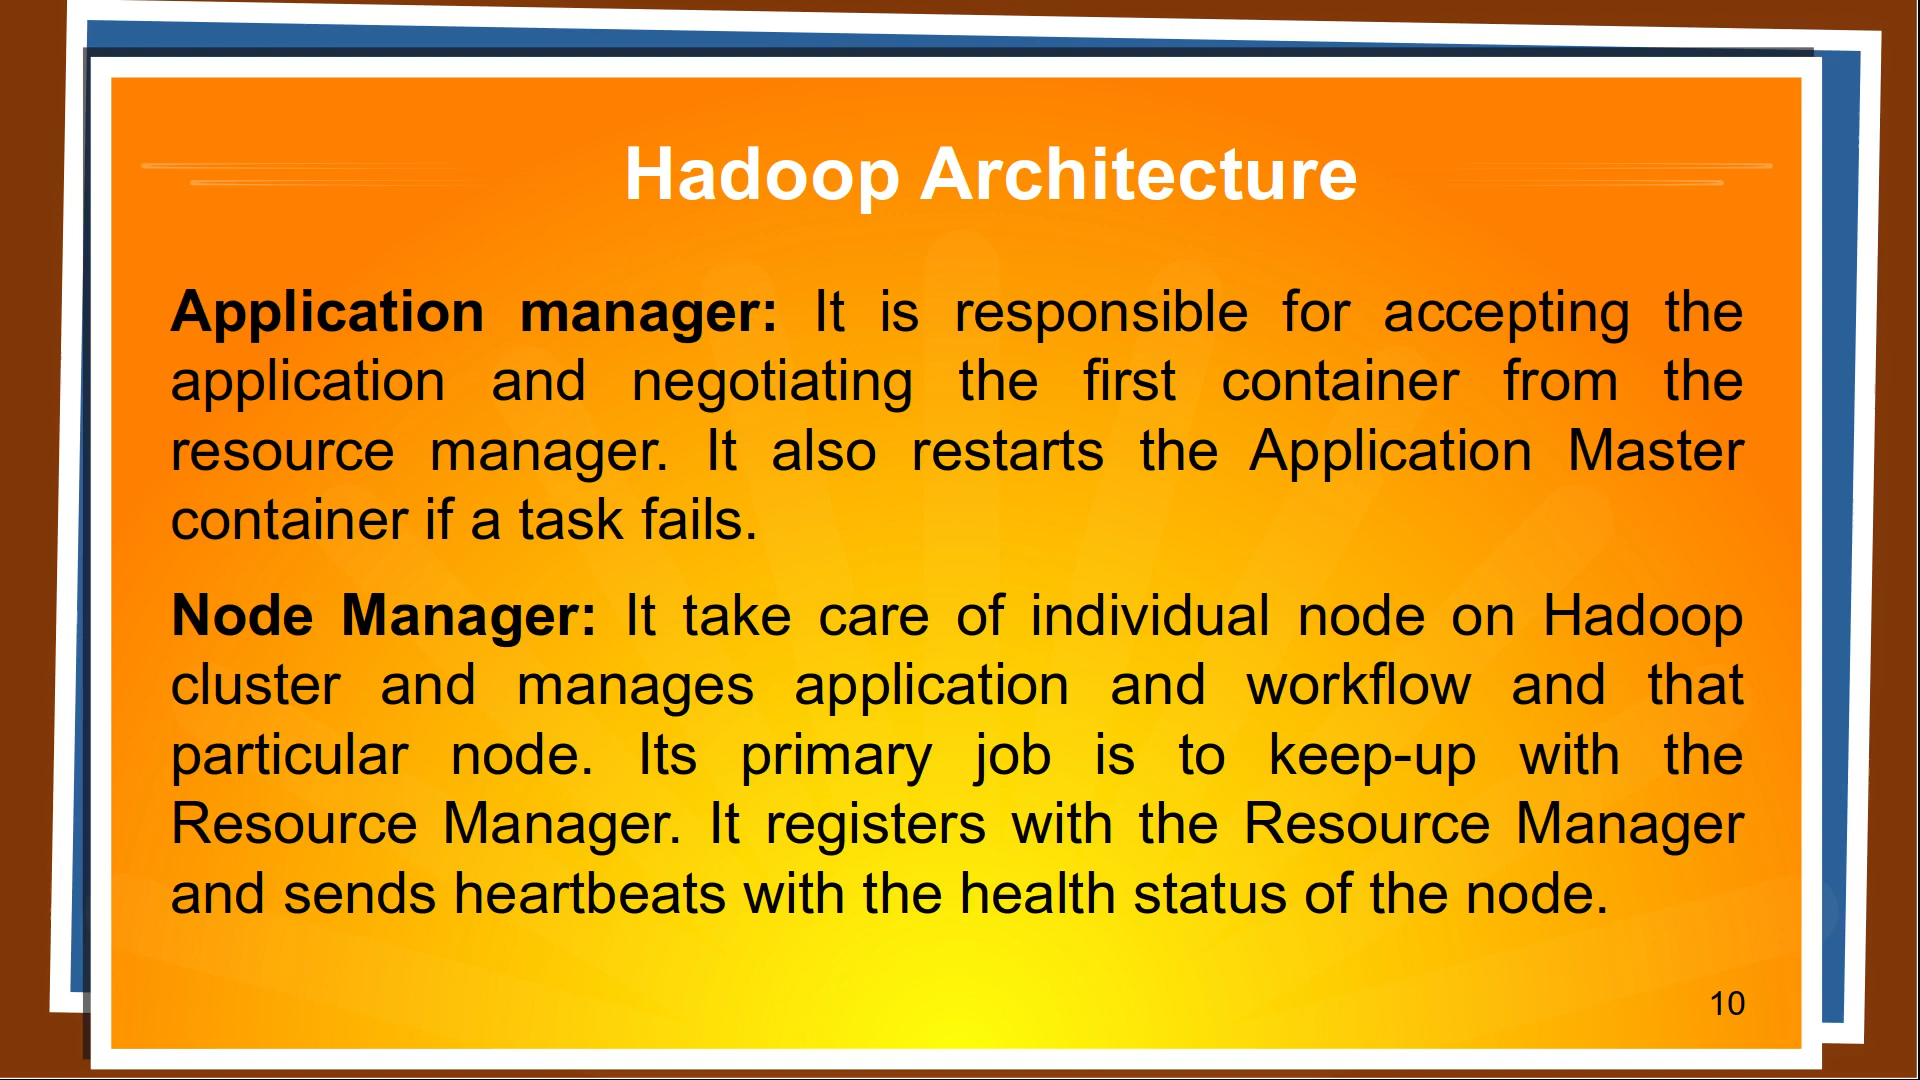 Hadoop Architecture
Application manager: It is responsible for accepting the
application and negotiating the first container from the
resource manager. It also restarts the Application Master
container if a task fails.
Node Manager: It take care of individual node on Hadoop
cluster and manages application and workflow and that
particular node. Its primary job is to keep-up with the
Resource Manager. It registers with the Resource Manager
and sends heartbeats with the health status of the node.
10